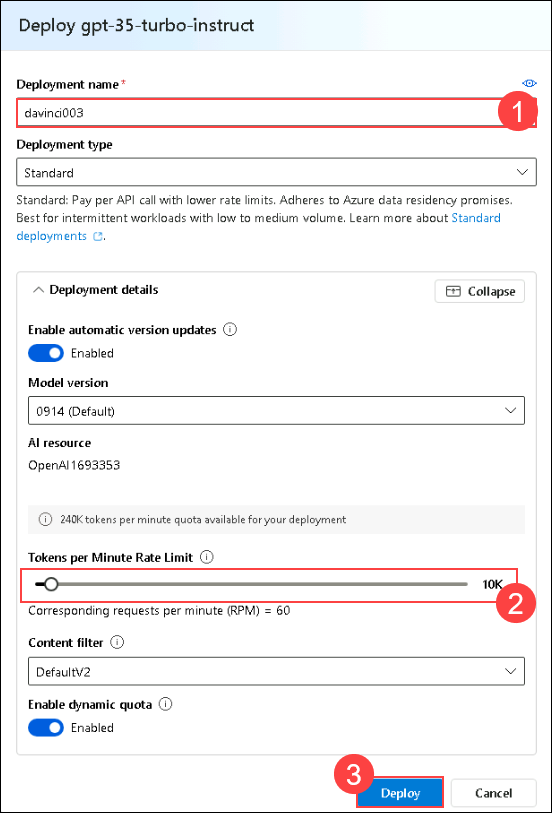 Deploy gpt-35-turbo-instruct
Deployment name*
davinci003
1
Deployment type
Standard
Standard: Pay per API call with lower rate limits. Adheres to Azure data residency promises.
Best for intermittent workloads with low to medium volume. Learn more about Standard
deployments.
Deployment details
Collapse
Enable automatic version updates
Enabled
Model version
0914 (Default)
AI resource
OpenAI1693353
240K tokens per minute quota available for your deployment
Tokens per Minute Rate Limit
10K
2
Corresponding requests per minute (RPM) = 60
Content filter
DefaultV2
Enable dynamic quota
Enabled
3
Deploy
Cancel